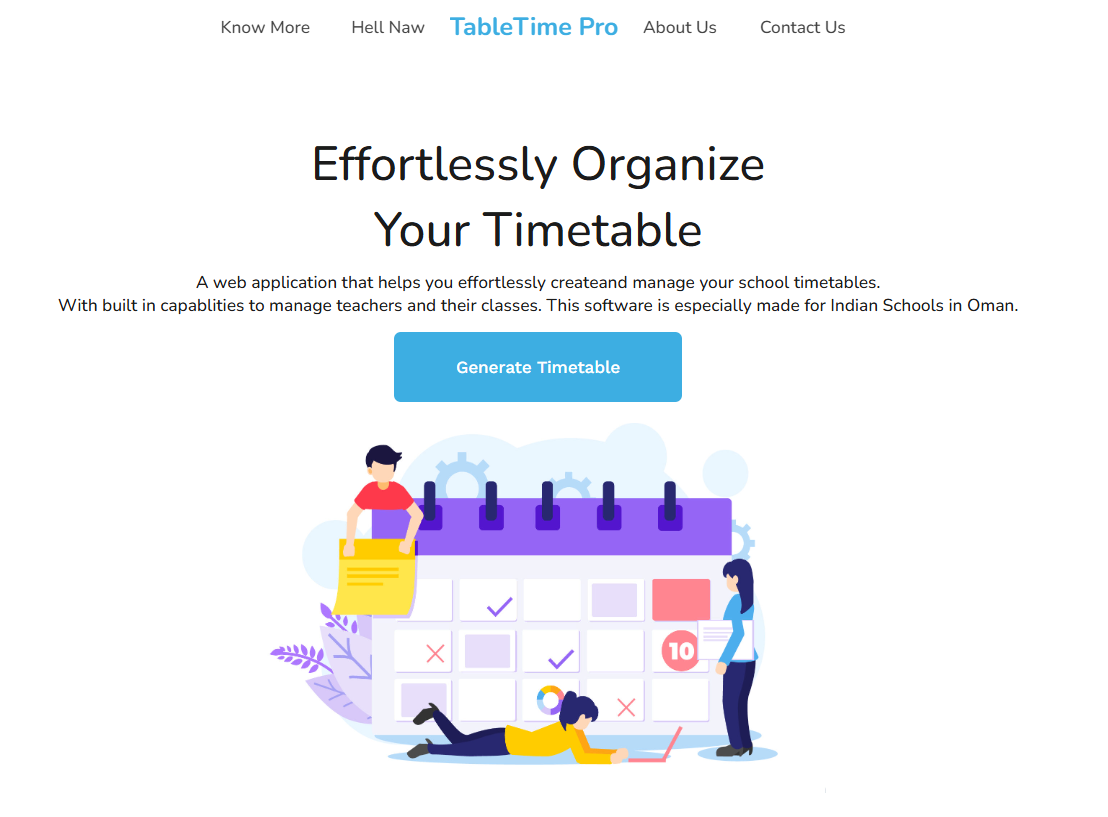 Know More Hell Naw TableTime Pro About Us Contact Us
Effortlessly Organize
Your Timetable
A web application that helps you effortlessly createand manage your school timetables.
With built in capablities to manage teachers and their classes. This software is especially made for Indian Schools in Oman.
Generate Timetable
10